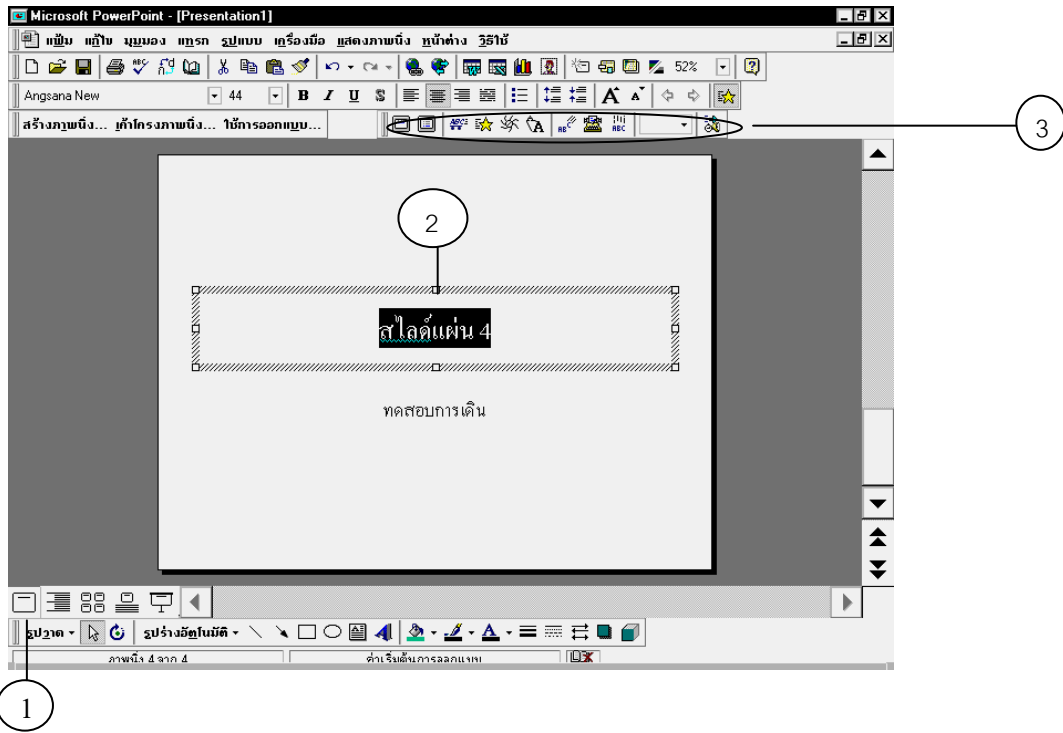 Microsoft PowerPoint - [Presentation1]
แฟ้ม แก้ไข มุมมอง แทรก รูปแบบ เครื่องมือ แสดงภาพนิ่ง หน้าต่าง วิธีใช้
52%
Angsana New 44 B I U S
สร้างภาพนิ่ง... เค้าโครงภาพนิ่ง... ใช้การออกแบบ...
3
2
สไลด์แผ่น 4
ทดสอบการเดิน
รูปวาด รูปร่างอัตโนมัติ
ภาพนิ่ง 4 จาก 4 ค่าเริ่มต้นการออกแบบ
1